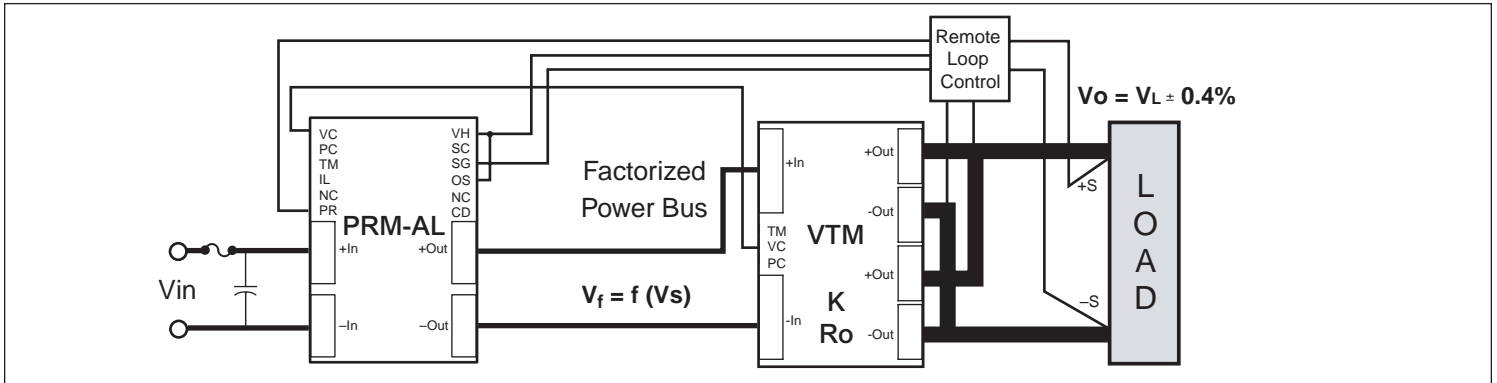 Remote
Loop
Control
Vo = VL ± 0.4%
VC
PC
TM
IL
NC
PR
VH
SC
SG
OS
NC
CD
PRM-AL
+In
–In
+Out
–Out
Vin
Factorized
Power Bus
Vf = f (Vs)
+In
TM
VC
PC
-In
VTM
K
Ro
+Out
-Out
+Out
-Out
+S
–S
L
O
A
D